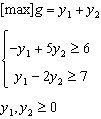 [max] g = y₁ + y₂
{ −y₁ + 5y₂ ≥ 6
y₁ − 2y₂ ≥ 7
y₁, y₂ ≥ 0